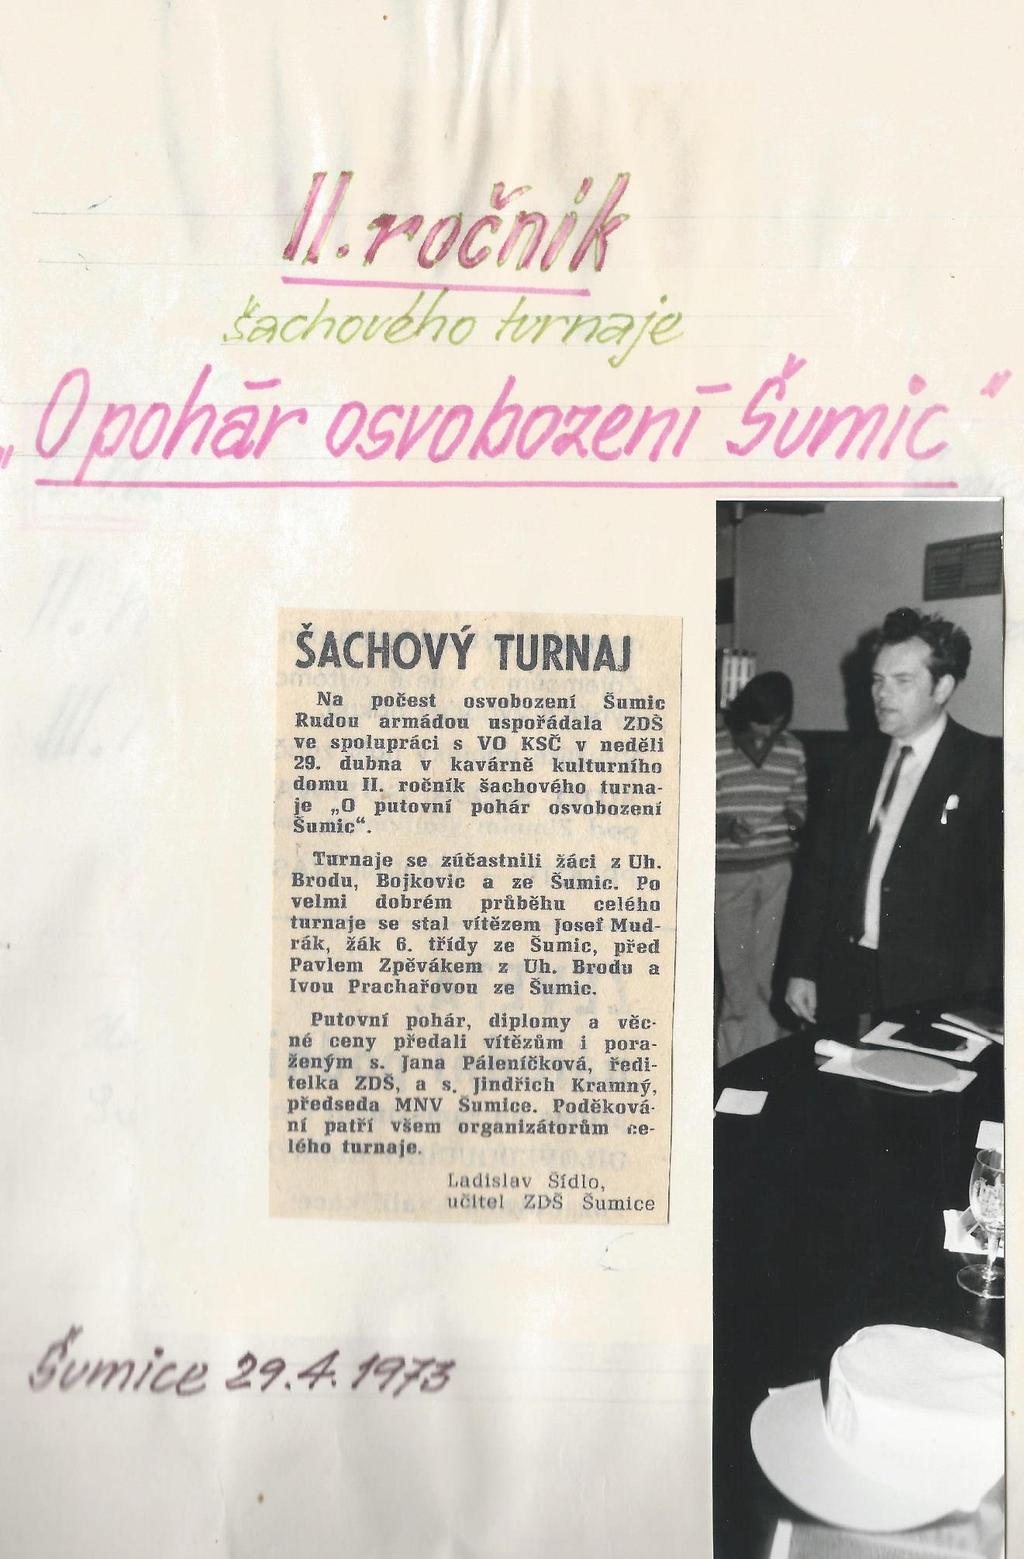 II. ročník
šachového turnaje
„O pohár osvobození Šumic“
ŠACHOVÝ TURNAJ
Na počest osvobození Šumic
Rudou armádou uspořádala ZDŠ
ve spolupráci s VO KSČ v neděli
29. dubna v kavárně kulturního
domu II. ročník šachového turna-
je „O putovní pohár osvobození
Šumic“.
Turnaje se zúčastnili žáci z Uh.
Brodu, Bojkovic a ze Šumic. Po
velmi dobrém průběhu celého
turnaje se stal vítězem Josef Mud-
rák, žák 6. třídy ze Šumic, před
Pavlem Zpěvákem z Uh. Brodu a
Ivou Prachařovou ze Šumic.
Putovní pohár, diplomy a věc-
né ceny předali vítězům i pora-
ženým s. Jana Páleníčková, ředi-
telka ZDŠ, a s. Jindřich Kramný,
předseda MNV Šumice. Poděková-
ní patří všem organizátorům ce-
lého turnaje.
Ladislav Šídlo,
učitel ZDŠ Šumice
Šumice 29.4.1973